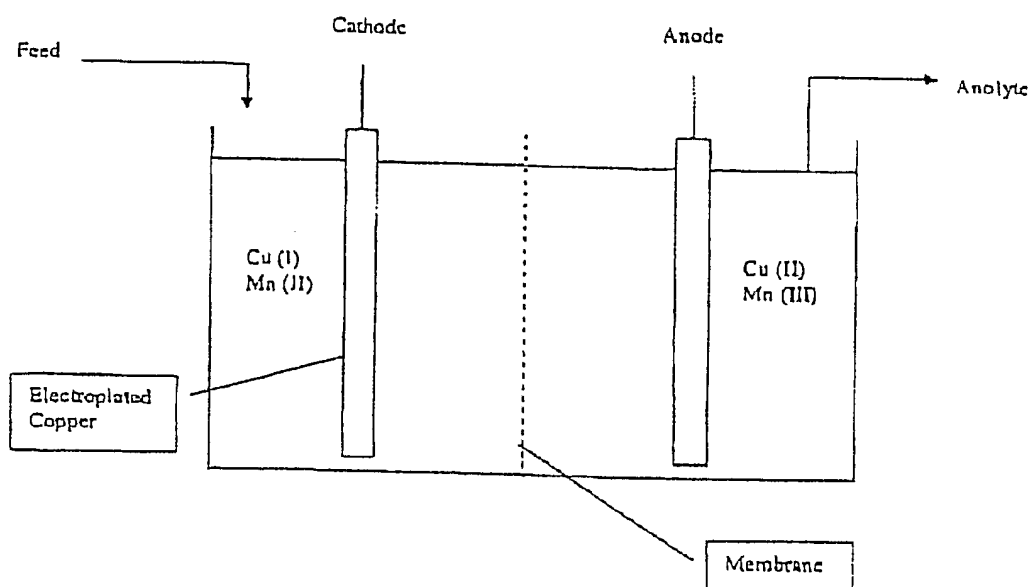 Feed
Cathode
Anode
Anolyte
Cu (I)
Mn (II)
Cu (II)
Mn (III)
Electroplated
Copper
Membrane